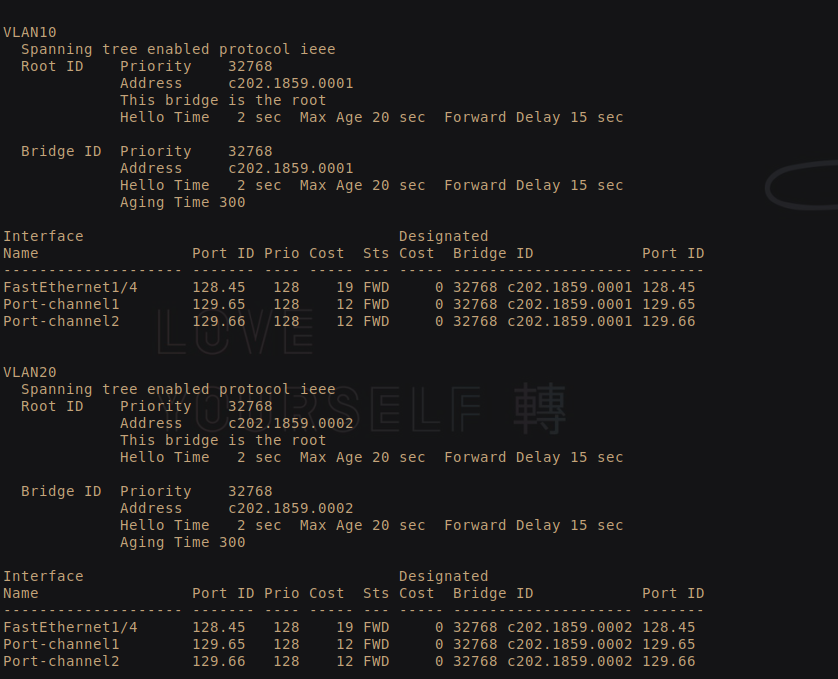 VLAN10
  Spanning tree enabled protocol ieee
  Root ID    Priority    32768
             Address     c202.1859.0001
             This bridge is the root
             Hello Time   2 sec  Max Age 20 sec  Forward Delay 15 sec

  Bridge ID  Priority    32768
             Address     c202.1859.0001
             Hello Time   2 sec  Max Age 20 sec  Forward Delay 15 sec
             Aging Time 300

Interface                                   Designated
Name                 Port ID Prio Cost  Sts Cost  Bridge ID            Port ID
-------------------- ------- ---- ----- --- ----- -------------------- -------
FastEthernet1/4      128.45   128    19 FWD     0 32768 c202.1859.0001 128.45
Port-channel1        129.65   128    12 FWD     0 32768 c202.1859.0001 129.65
Port-channel2        129.66   128    12 FWD     0 32768 c202.1859.0001 129.66
LOVE

VLAN20
  Spanning tree enabled protocol ieee
  Root ID    Priority    32768
YOURSELF 轉
             Address     c202.1859.0002
             This bridge is the root
             Hello Time   2 sec  Max Age 20 sec  Forward Delay 15 sec

  Bridge ID  Priority    32768
             Address     c202.1859.0002
             Hello Time   2 sec  Max Age 20 sec  Forward Delay 15 sec
             Aging Time 300

Interface                                   Designated
Name                 Port ID Prio Cost  Sts Cost  Bridge ID            Port ID
-------------------- ------- ---- ----- --- ----- -------------------- -------
FastEthernet1/4      128.45   128    19 FWD     0 32768 c202.1859.0002 128.45
Port-channel1        129.65   128    12 FWD     0 32768 c202.1859.0002 129.65
Port-channel2        129.66   128    12 FWD     0 32768 c202.1859.0002 129.66